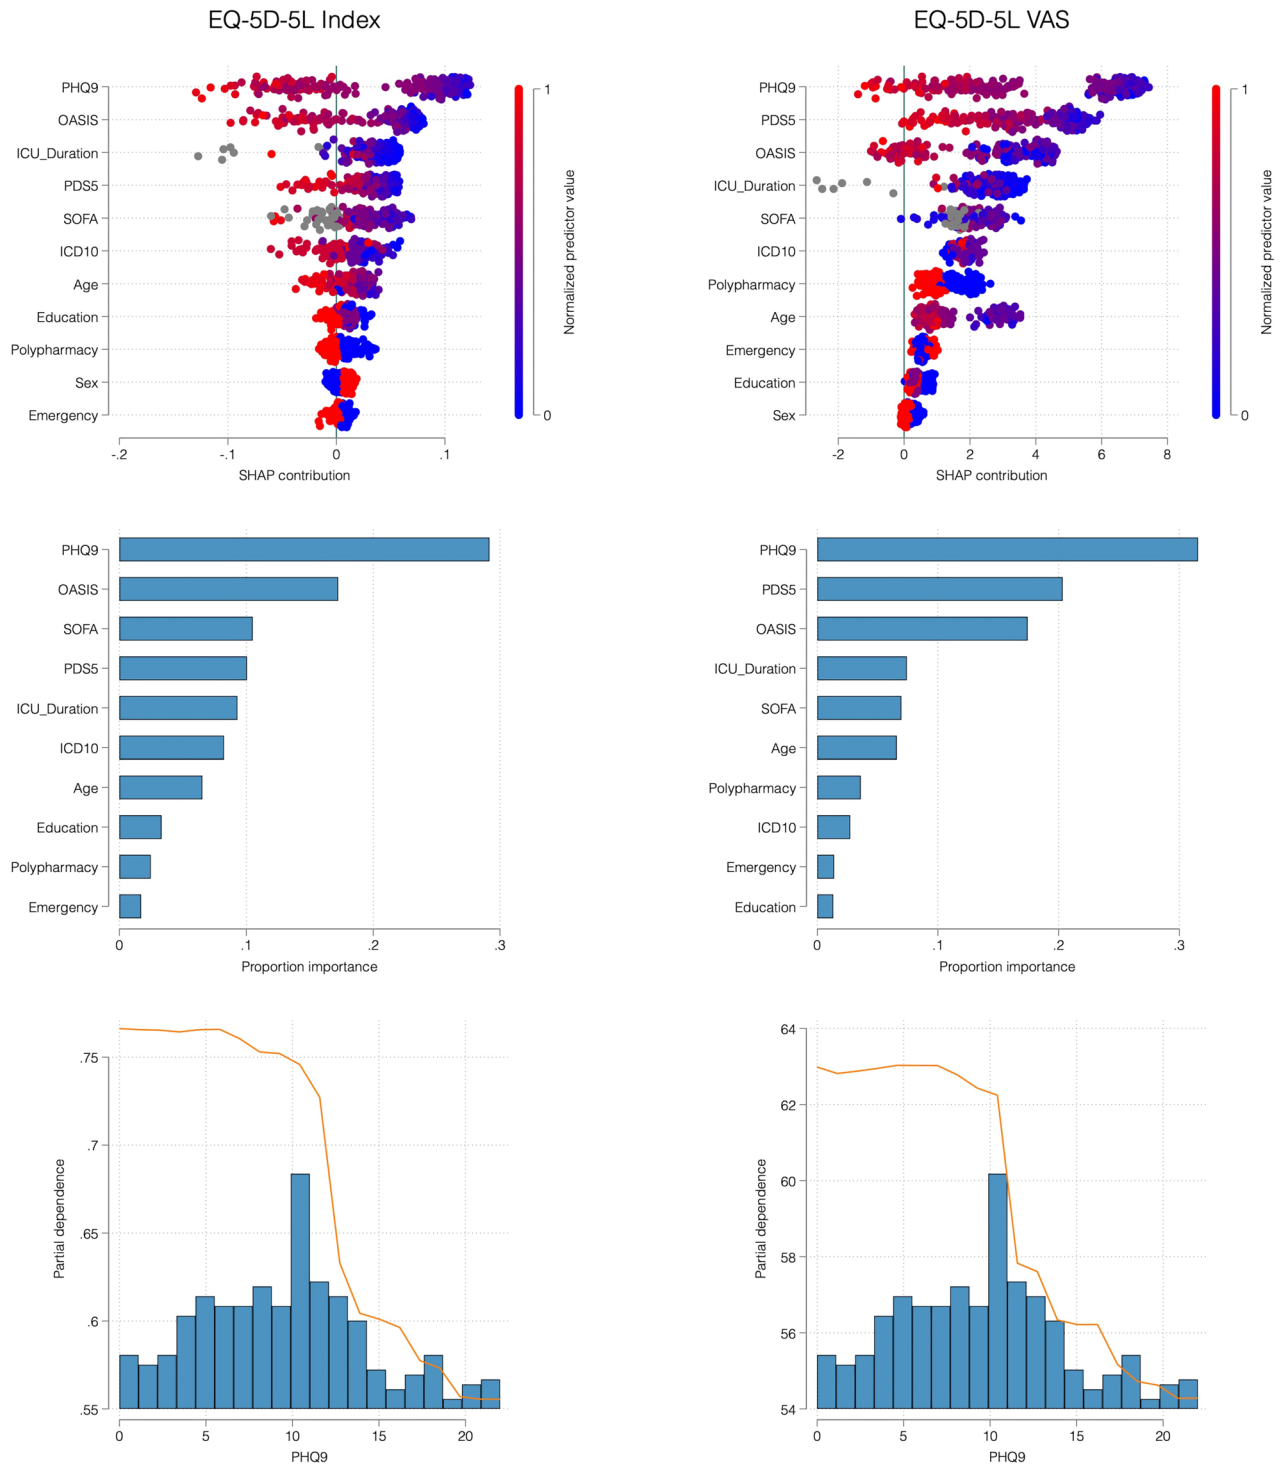 EQ-5D-5L Index
PHQ9
OASIS
ICU_Duration
PDS5
SOFA
ICD10
Age
Education
Polypharmacy
Sex
Emergency
-.2 -.1 0 .1
SHAP contribution
1
0
Normalized predictor value
EQ-5D-5L VAS
PHQ9
PDS5
OASIS
ICU_Duration
SOFA
ICD10
Polypharmacy
Age
Emergency
Education
Sex
-2 0 2 4 6 8
SHAP contribution
1
0
Normalized predictor value
PHQ9
OASIS
SOFA
PDS5
ICU_Duration
ICD10
Age
Education
Polypharmacy
Emergency
0 .1 .2 .3
Proportion importance
PHQ9
PDS5
OASIS
ICU_Duration
SOFA
Age
Polypharmacy
ICD10
Emergency
Education
0 .1 .2 .3
Proportion importance
Partial dependence
.75
.7
.65
.6
.55
0 5 10 15 20
PHQ9
Partial dependence
64
62
60
58
56
54
0 5 10 15 20
PHQ9